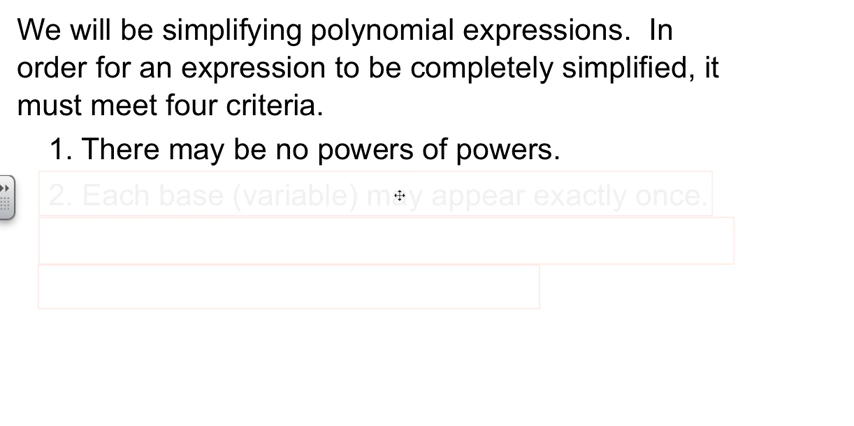 We will be simplifying polynomial expressions.  In
order for an expression to be completely simplified, it
must meet four criteria.
1. There may be no powers of powers.
2. Each base (variable) may appear exactly once.